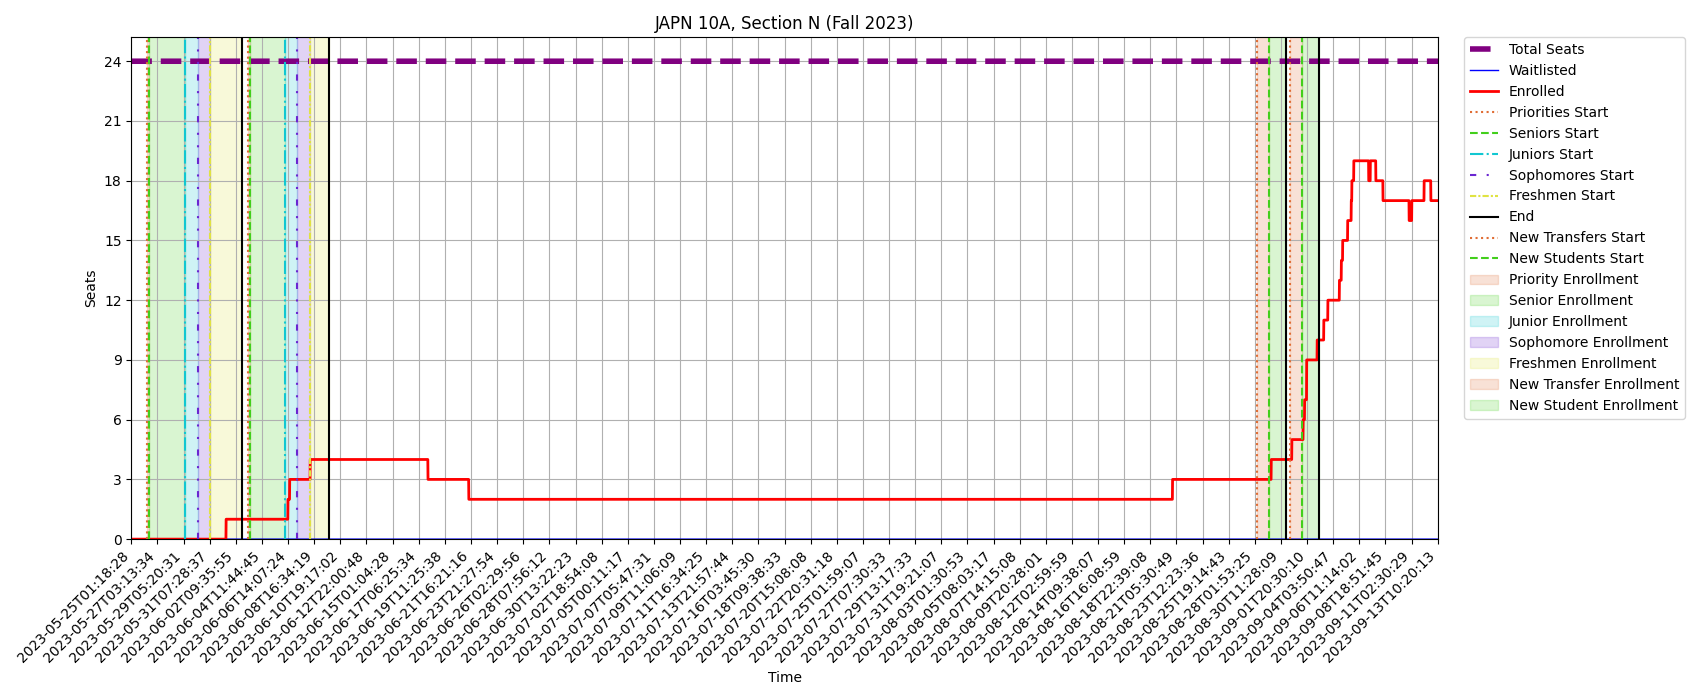 JAPN 10A, Section N (Fall 2023)
Seats
24
21
18
15
12
9
6
3
0
2023-05-25T01:18:28
2023-05-27T03:13:34
2023-05-29T05:20:31
2023-05-31T07:28:37
2023-06-02T09:35:55
2023-06-04T11:44:45
2023-06-06T14:07:24
2023-06-08T16:34:19
2023-06-10T19:17:02
2023-06-12T22:00:48
2023-06-15T01:04:28
2023-06-17T06:25:34
2023-06-19T11:25:38
2023-06-21T16:21:16
2023-06-23T21:27:54
2023-06-26T02:29:56
2023-06-28T07:56:12
2023-06-30T13:22:23
2023-07-02T18:54:08
2023-07-05T00:11:17
2023-07-07T05:47:31
2023-07-09T11:06:09
2023-07-11T16:34:25
2023-07-13T21:57:44
2023-07-16T03:45:30
2023-07-18T09:38:33
2023-07-20T15:08:08
2023-07-22T20:31:18
2023-07-25T01:59:07
2023-07-27T07:30:33
2023-07-29T13:17:33
2023-07-31T19:21:07
2023-08-03T01:30:53
2023-08-05T08:03:17
2023-08-07T14:15:08
2023-08-09T20:28:01
2023-08-12T02:59:59
2023-08-14T09:38:07
2023-08-16T16:08:59
2023-08-18T22:39:08
2023-08-21T05:30:49
2023-08-23T12:23:36
2023-08-25T19:14:43
2023-08-28T01:53:25
2023-08-30T11:28:09
2023-09-01T20:30:10
2023-09-04T03:50:47
2023-09-06T11:14:02
2023-09-08T18:51:45
2023-09-11T02:30:29
2023-09-13T10:20:13
Time
Total Seats
Waitlisted
Enrolled
Priorities Start
Seniors Start
Juniors Start
Sophomores Start
Freshmen Start
End
New Transfers Start
New Students Start
Priority Enrollment
Senior Enrollment
Junior Enrollment
Sophomore Enrollment
Freshmen Enrollment
New Transfer Enrollment
New Student Enrollment